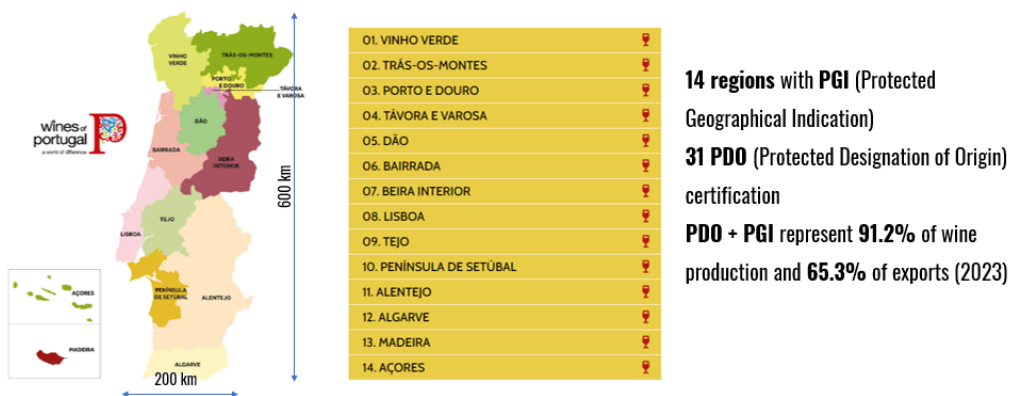 VINHO
VERDE
TRÁS-OS-MONTES
PORTO
E DOURO
TÁVORA
E VAROSA
DÃO
wines of
portugal
a world of difference
BAIRRADA
BEIRA
INTERIOR
600 km
TEJO
LISBOA
PENÍNSULA
DE SETÚBAL
ALENTEJO
AÇORES
MADEIRA
ALGARVE
200 km
01. VINHO VERDE
02. TRÁS-OS-MONTES
03. PORTO E DOURO
04. TÁVORA E VAROSA
05. DÃO
06. BAIRRADA
07. BEIRA INTERIOR
08. LISBOA
09. TEJO
10. PENÍNSULA DE SETÚBAL
11. ALENTEJO
12. ALGARVE
13. MADEIRA
14. AÇORES
14 regions with PGI (Protected
Geographical Indication)
31 PDO (Protected Designation of Origin)
certification
PDO + PGI represent 91.2% of wine
production and 65.3% of exports (2023)